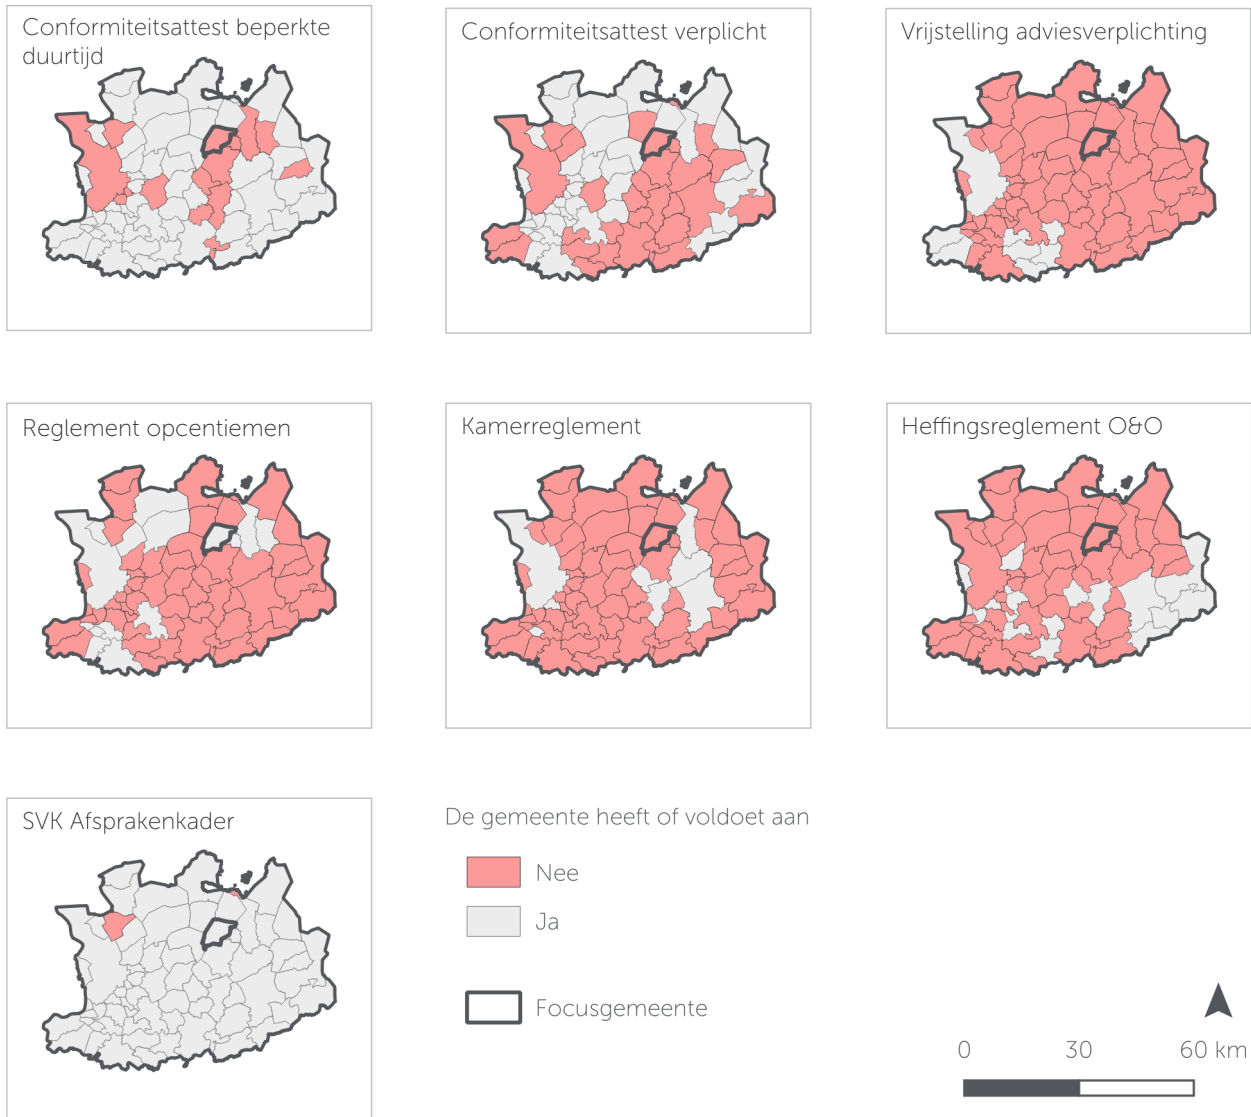 Conformiteitsattest beperkte
duurtijd
Conformiteitsattest verplicht
Vrijstelling adviesverplichting
Reglement opcentiemen
Kamerreglement
Heffingsreglement O&O
SVK Afsprakenkader
De gemeente heeft of voldoet aan
Nee
Ja
Focusgemeente
0 30 60 km